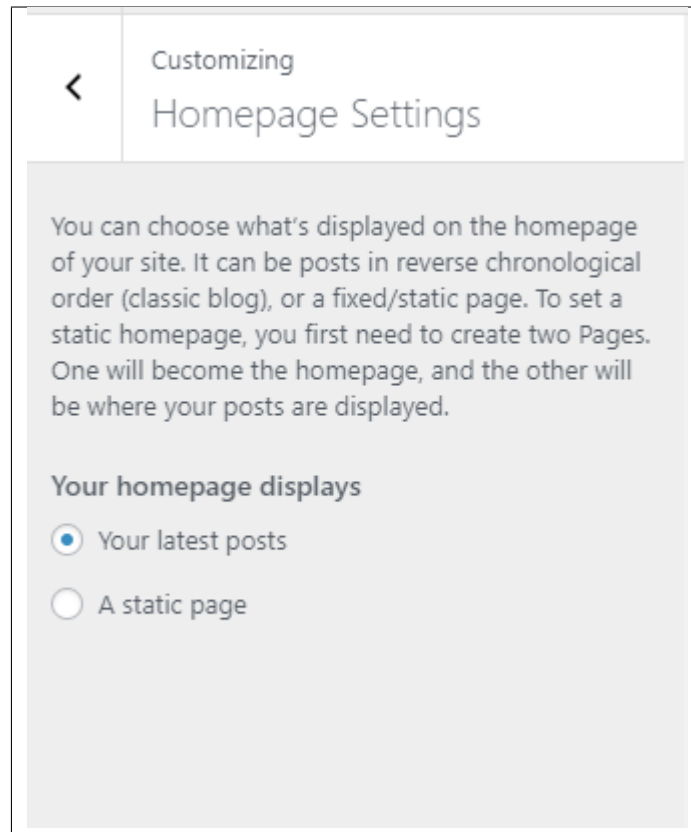 Customizing
Homepage Settings
You can choose what's displayed on the homepage
of your site. It can be posts in reverse chronological
order (classic blog), or a fixed/static page. To set a
static homepage, you first need to create two Pages.
One will become the homepage, and the other will
be where your posts are displayed.
Your homepage displays
Your latest posts
A static page